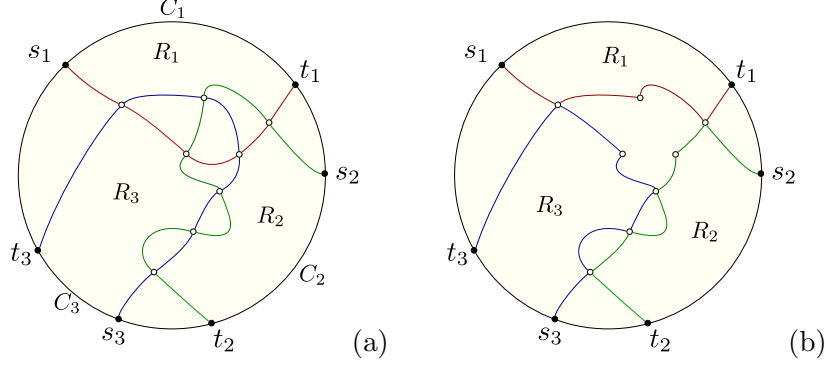 C₁
s₁ R₁ t₁ s₁ R₁ t₁
s₂ s₂
R₃ R₂ R₃ R₂
t₃ t₃
C₃ C₂
s₃ t₂ (a) s₃ t₂ (b)